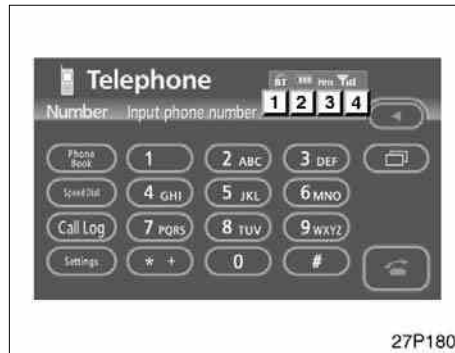 Telephone
BT Hm
1 2 3 4
Number Input phone number
Phone Book 1 2 ABC 3 DEF
Speed Dial 4 GHI 5 JKL 6 MNO
Call Log 7 PQRS 8 TUV 9 WXYZ
Settings * + 0 #
27P180